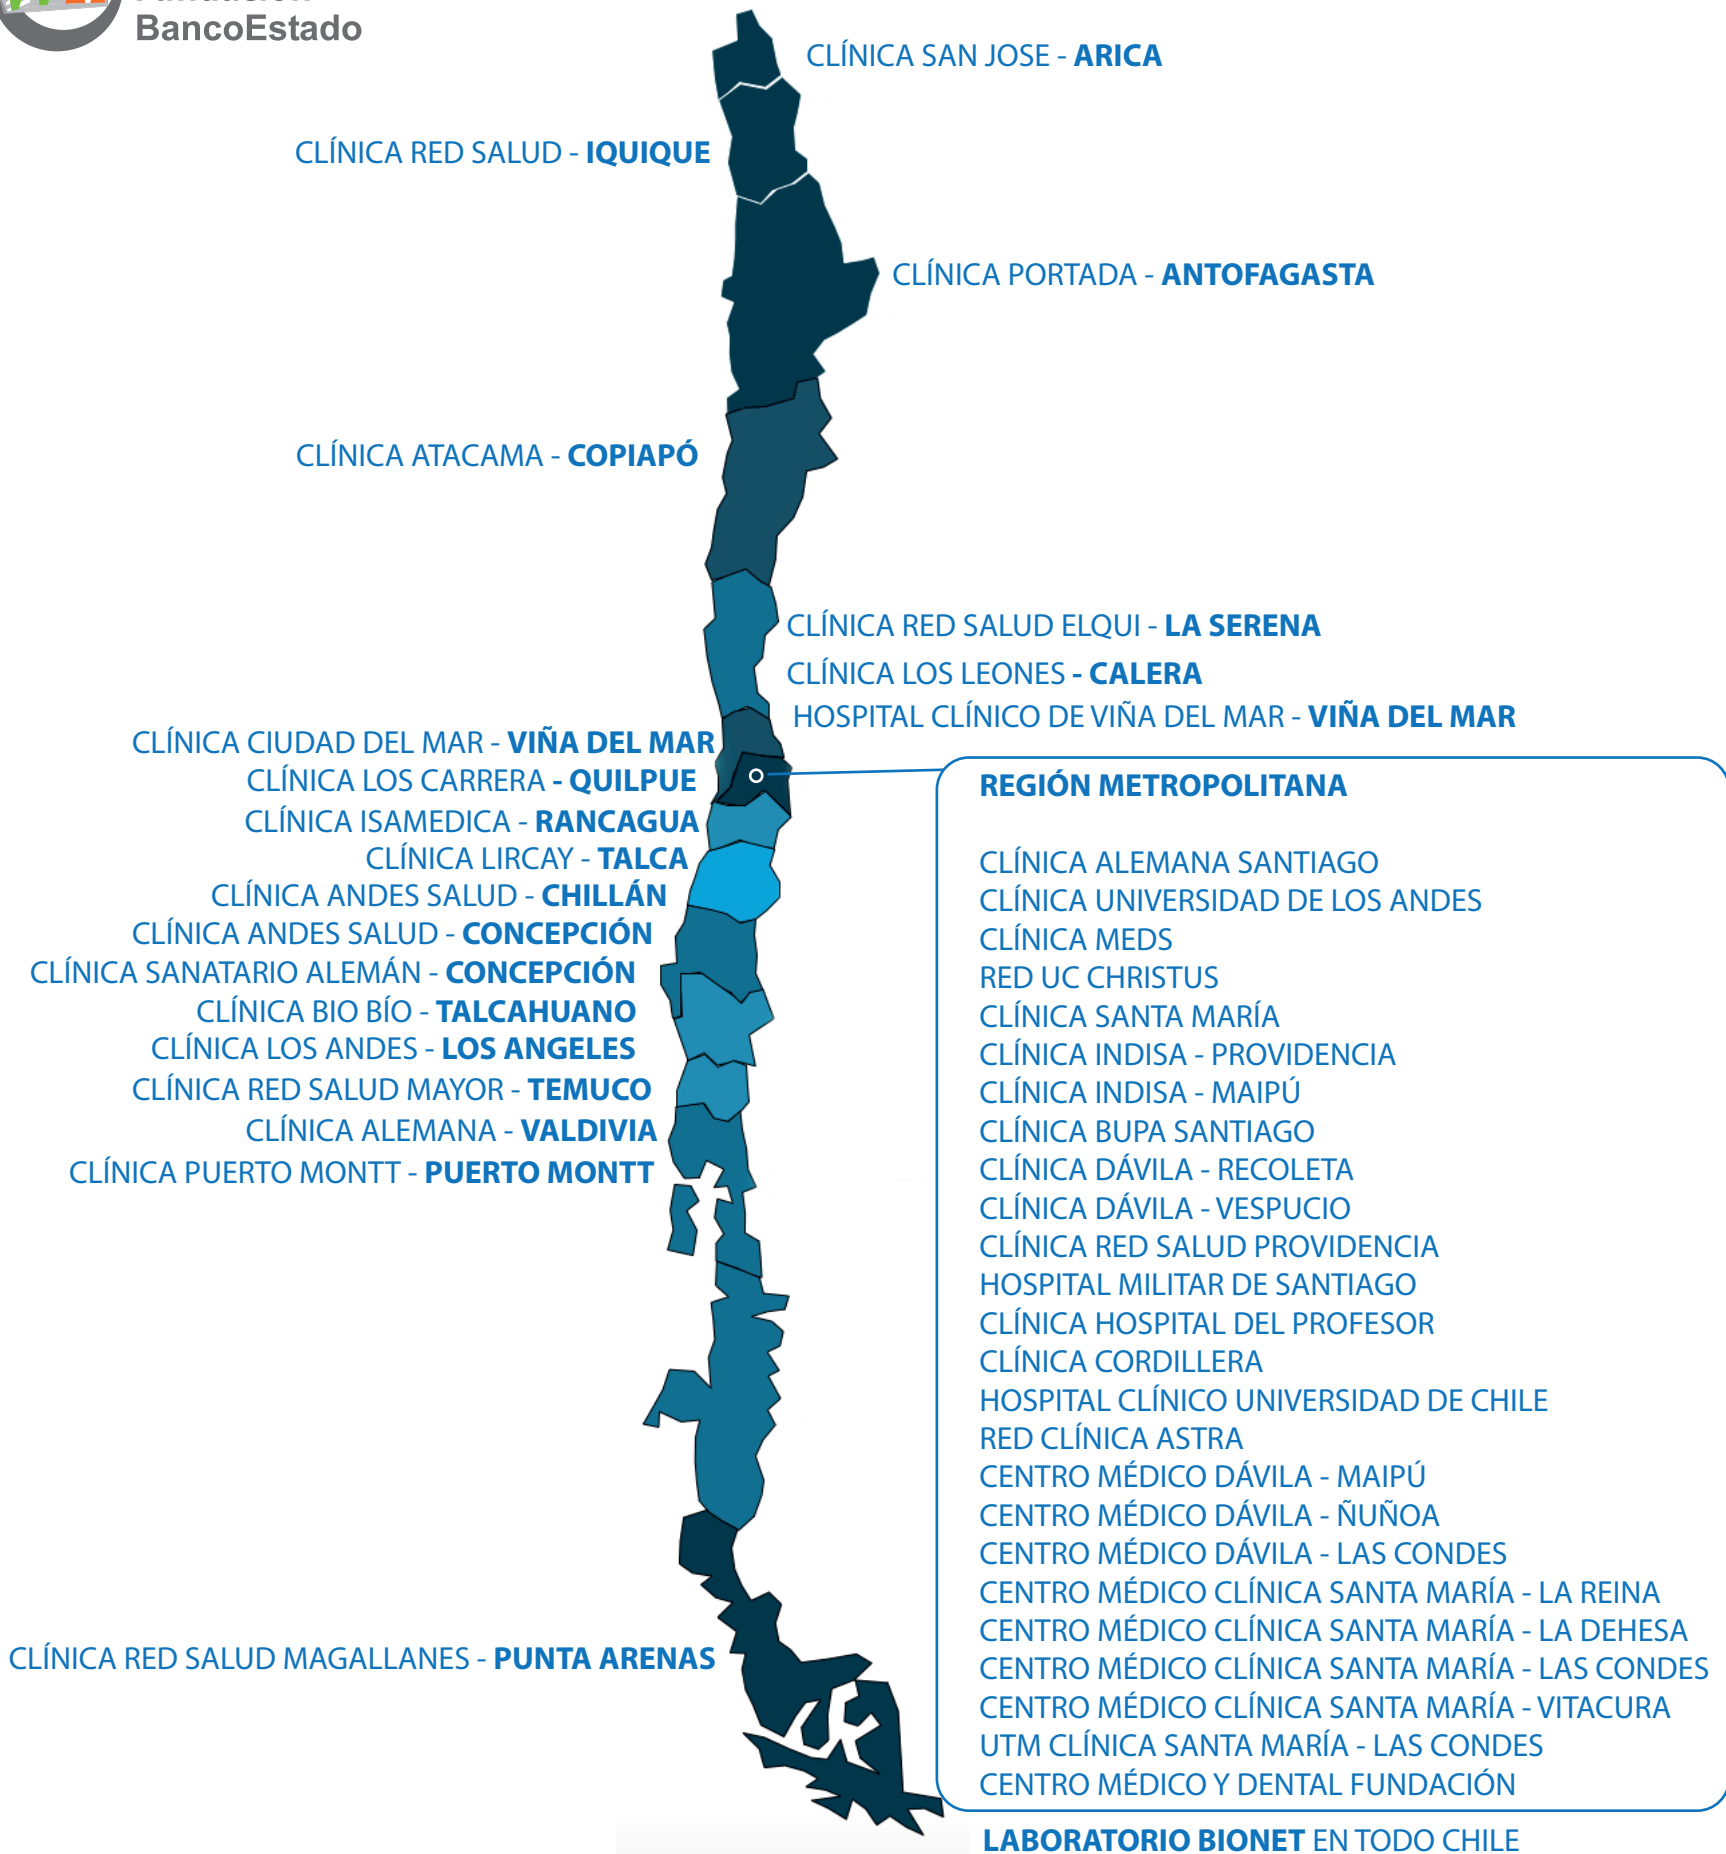 BancoEstado
CLÍNICA SAN JOSE - ARICA
CLÍNICA RED SALUD - IQUIQUE
CLÍNICA PORTADA - ANTOFAGASTA
CLÍNICA ATACAMA - COPIAPÓ
CLÍNICA RED SALUD ELQUI - LA SERENA
CLÍNICA LOS LEONES - CALERA
HOSPITAL CLÍNICO DE VIÑA DEL MAR - VIÑA DEL MAR
CLÍNICA CIUDAD DEL MAR - VIÑA DEL MAR
CLÍNICA LOS CARRERA - QUILPUE
CLÍNICA ISAMEDICA - RANCAGUA
CLÍNICA LIRCAY - TALCA
CLÍNICA ANDES SALUD - CHILLÁN
CLÍNICA ANDES SALUD - CONCEPCIÓN
CLÍNICA SANATARIO ALEMÁN - CONCEPCIÓN
CLÍNICA BIO BÍO - TALCAHUANO
CLÍNICA LOS ANDES - LOS ANGELES
CLÍNICA RED SALUD MAYOR - TEMUCO
CLÍNICA ALEMANA - VALDIVIA
CLÍNICA PUERTO MONTT - PUERTO MONTT
CLÍNICA RED SALUD MAGALLANES - PUNTA ARENAS
REGIÓN METROPOLITANA
CLÍNICA ALEMANA SANTIAGO
CLÍNICA UNIVERSIDAD DE LOS ANDES
CLÍNICA MEDS
RED UC CHRISTUS
CLÍNICA SANTA MARÍA
CLÍNICA INDISA - PROVIDENCIA
CLÍNICA INDISA - MAIPÚ
CLÍNICA BUPA SANTIAGO
CLÍNICA DÁVILA - RECOLETA
CLÍNICA DÁVILA - VESPUCIO
CLÍNICA RED SALUD PROVIDENCIA
HOSPITAL MILITAR DE SANTIAGO
CLÍNICA HOSPITAL DEL PROFESOR
CLÍNICA CORDILLERA
HOSPITAL CLÍNICO UNIVERSIDAD DE CHILE
RED CLÍNICA ASTRA
CENTRO MÉDICO DÁVILA - MAIPÚ
CENTRO MÉDICO DÁVILA - ÑUÑOA
CENTRO MÉDICO DÁVILA - LAS CONDES
CENTRO MÉDICO CLÍNICA SANTA MARÍA - LA REINA
CENTRO MÉDICO CLÍNICA SANTA MARÍA - LA DEHESA
CENTRO MÉDICO CLÍNICA SANTA MARÍA - LAS CONDES
CENTRO MÉDICO CLÍNICA SANTA MARÍA - VITACURA
UTM CLÍNICA SANTA MARÍA - LAS CONDES
CENTRO MÉDICO Y DENTAL FUNDACIÓN
LABORATORIO BIONET EN TODO CHILE